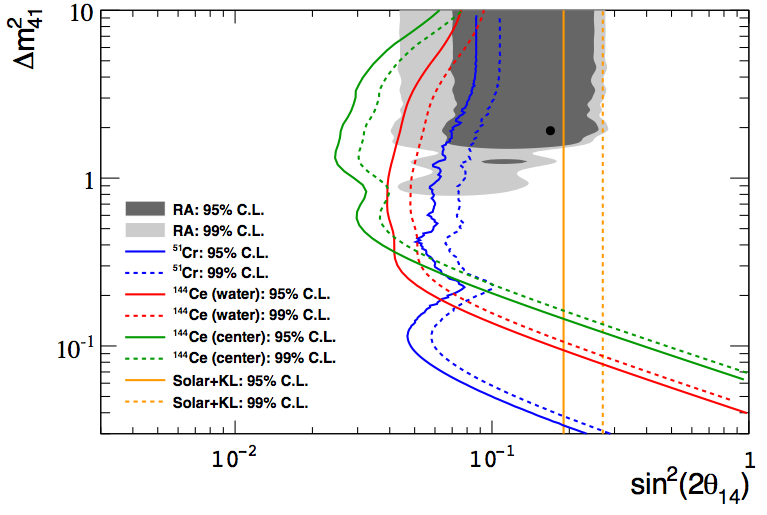 Δm²₄₁
10
1
10⁻¹
RA: 95% C.L.
RA: 99% C.L.
⁵¹Cr: 95% C.L.
⁵¹Cr: 99% C.L.
¹⁴⁴Ce (water): 95% C.L.
¹⁴⁴Ce (water): 99% C.L.
¹⁴⁴Ce (center): 95% C.L.
¹⁴⁴Ce (center): 99% C.L.
Solar+KL: 95% C.L.
Solar+KL: 99% C.L.
10⁻² 10⁻¹ 1
sin²(2θ₁₄)